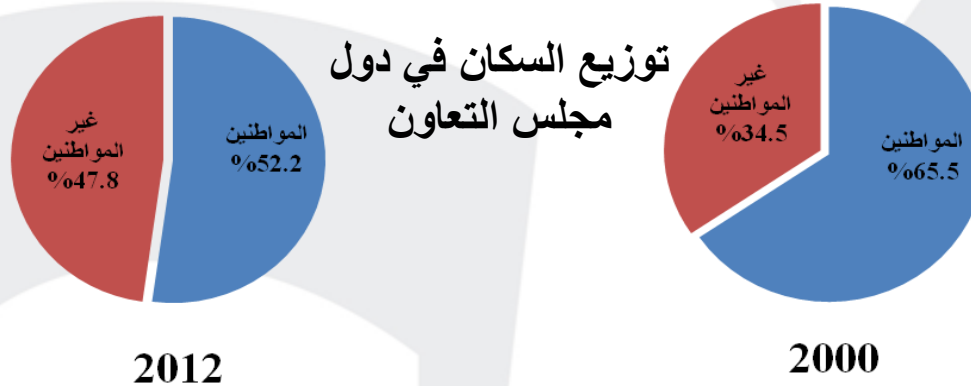 توزيع السكان في دول
مجلس التعاون
غير
المواطنين
%34.5
المواطنين
%65.5
2000
غير
المواطنين
%47.8
المواطنين
%52.2
2012